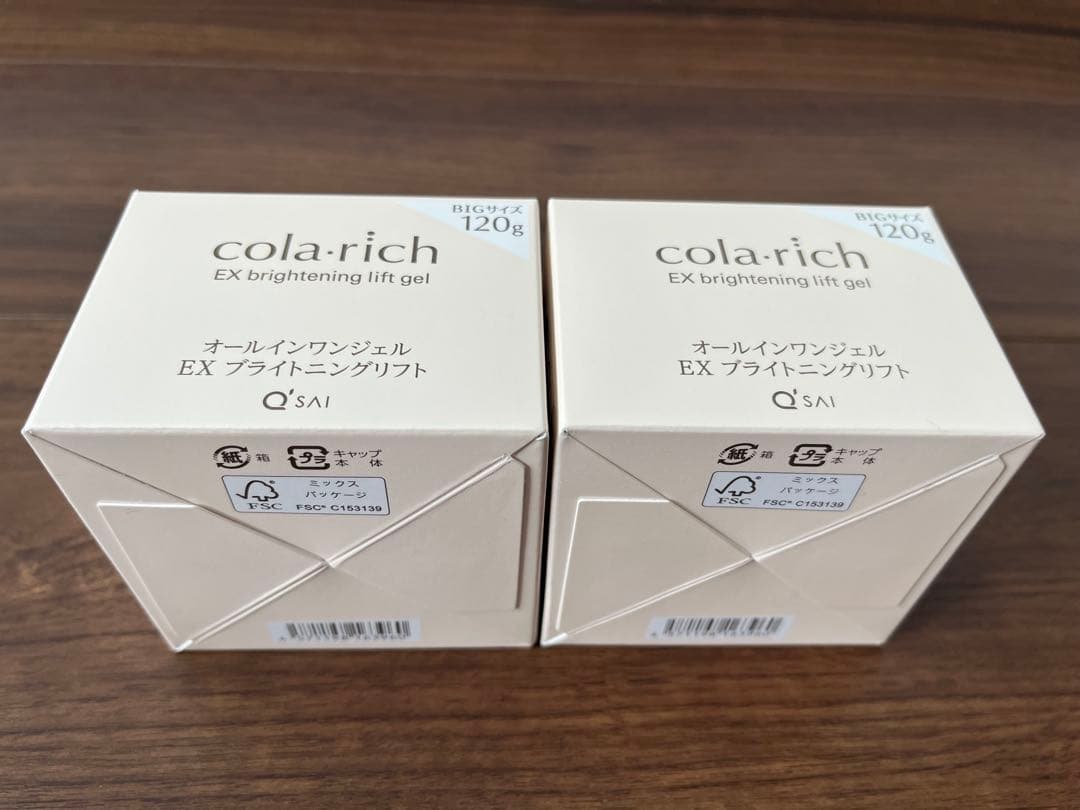 BIGサイズ
120g
cola·rich
EX brightening lift gel
オールインワンジェル
EX ブライトニングリフト
Q'SAI
紙 箱 プラ キャップ
本体
ミックス
パッケージ
FSC FSC® C153139
BIGサイズ
120g
cola·rich
EX brightening lift gel
オールインワンジェル
EX ブライトニングリフト
Q'SAI
紙 箱 プラ キャップ
本体
ミックス
パッケージ
FSC FSC® C153139